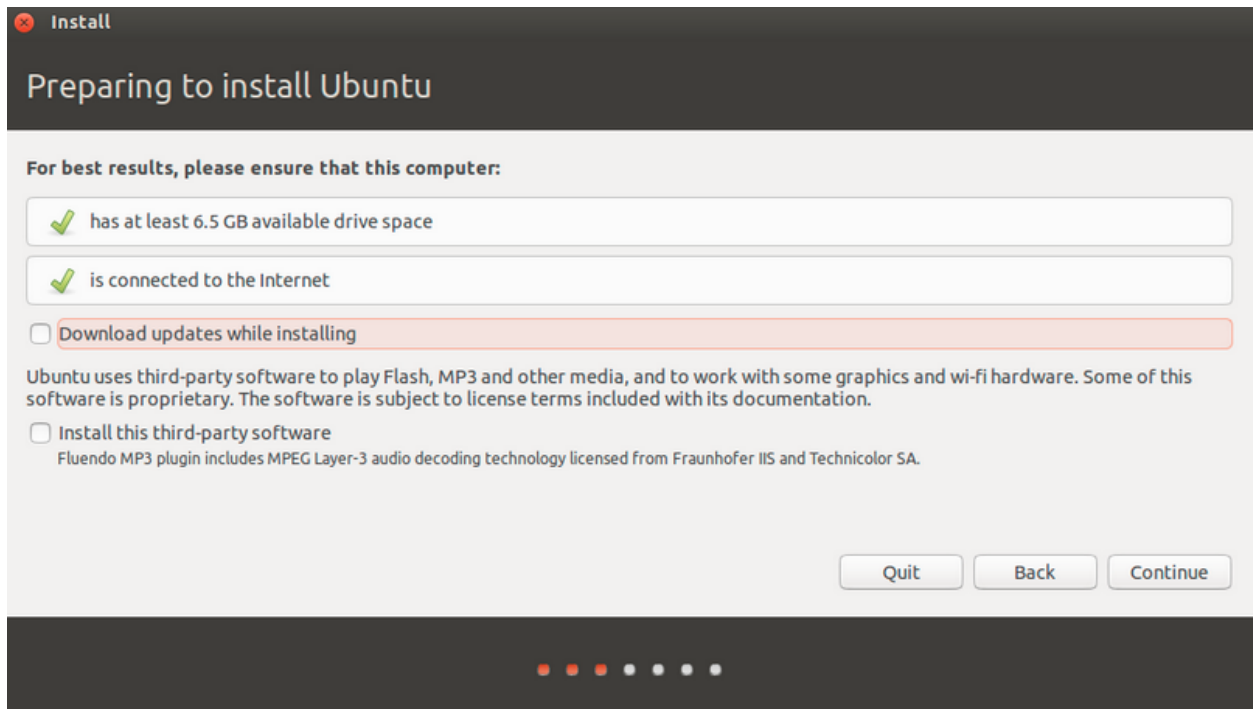 Install
Preparing to install Ubuntu
For best results, please ensure that this computer:
has at least 6.5 GB available drive space
is connected to the Internet
Download updates while installing
Ubuntu uses third-party software to play Flash, MP3 and other media, and to work with some graphics and wi-fi hardware. Some of this
software is proprietary. The software is subject to license terms included with its documentation.
Install this third-party software
Fluendo MP3 plugin includes MPEG Layer-3 audio decoding technology licensed from Fraunhofer IIS and Technicolor SA.
Quit Back Continue